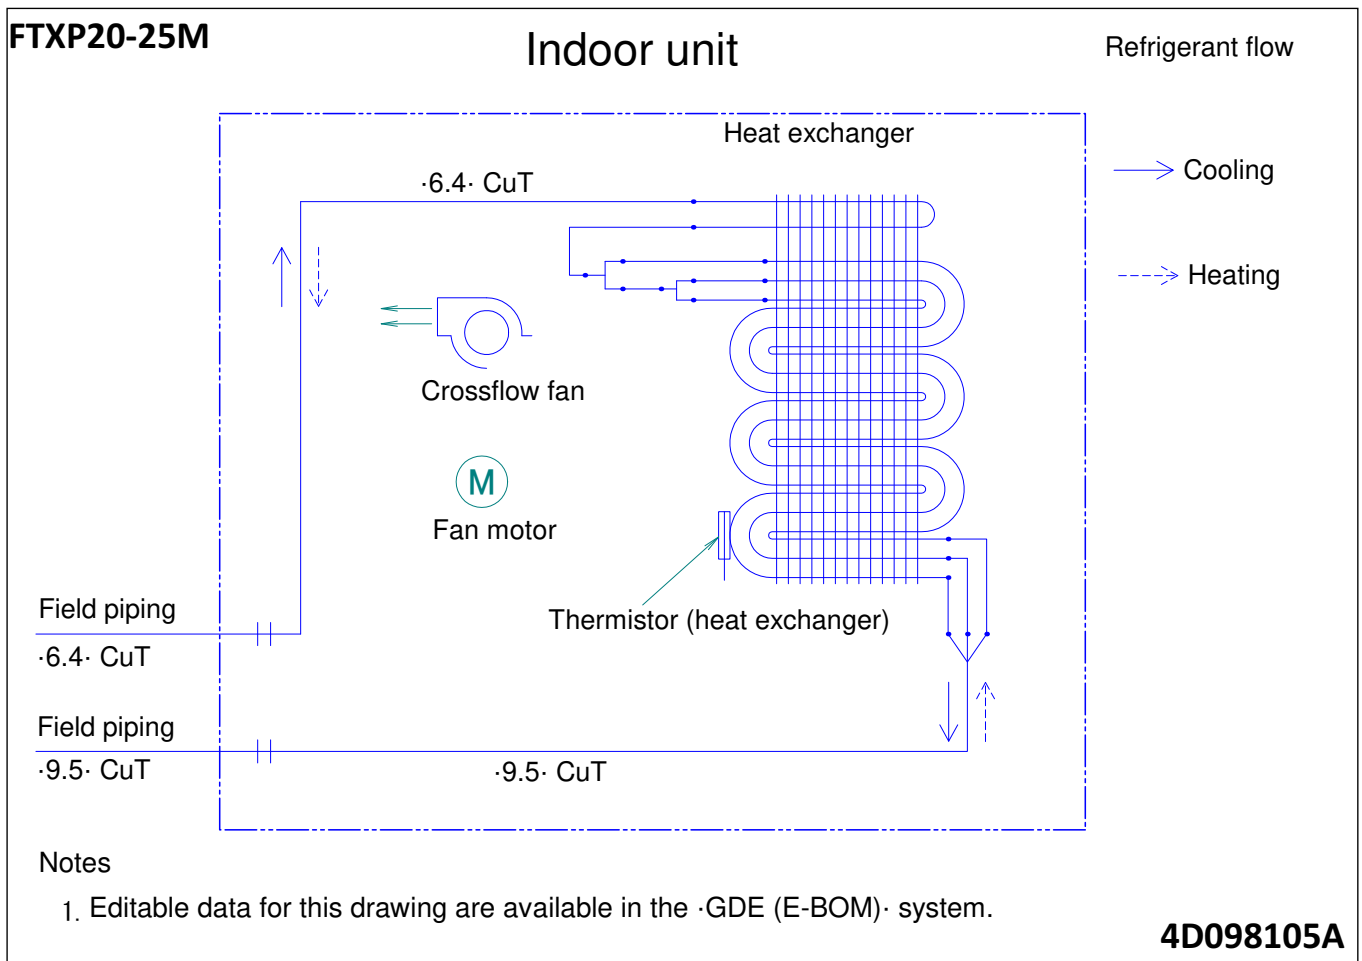 FTXP20-25M
Indoor unit
Refrigerant flow
Heat exchanger
·6.4· CuT
Cooling
Heating
Crossflow fan
M
Fan motor
Thermistor (heat exchanger)
Field piping
·6.4· CuT
Field piping
·9.5· CuT
·9.5· CuT
Notes
1. Editable data for this drawing are available in the ·GDE (E-BOM)· system.
4D098105A